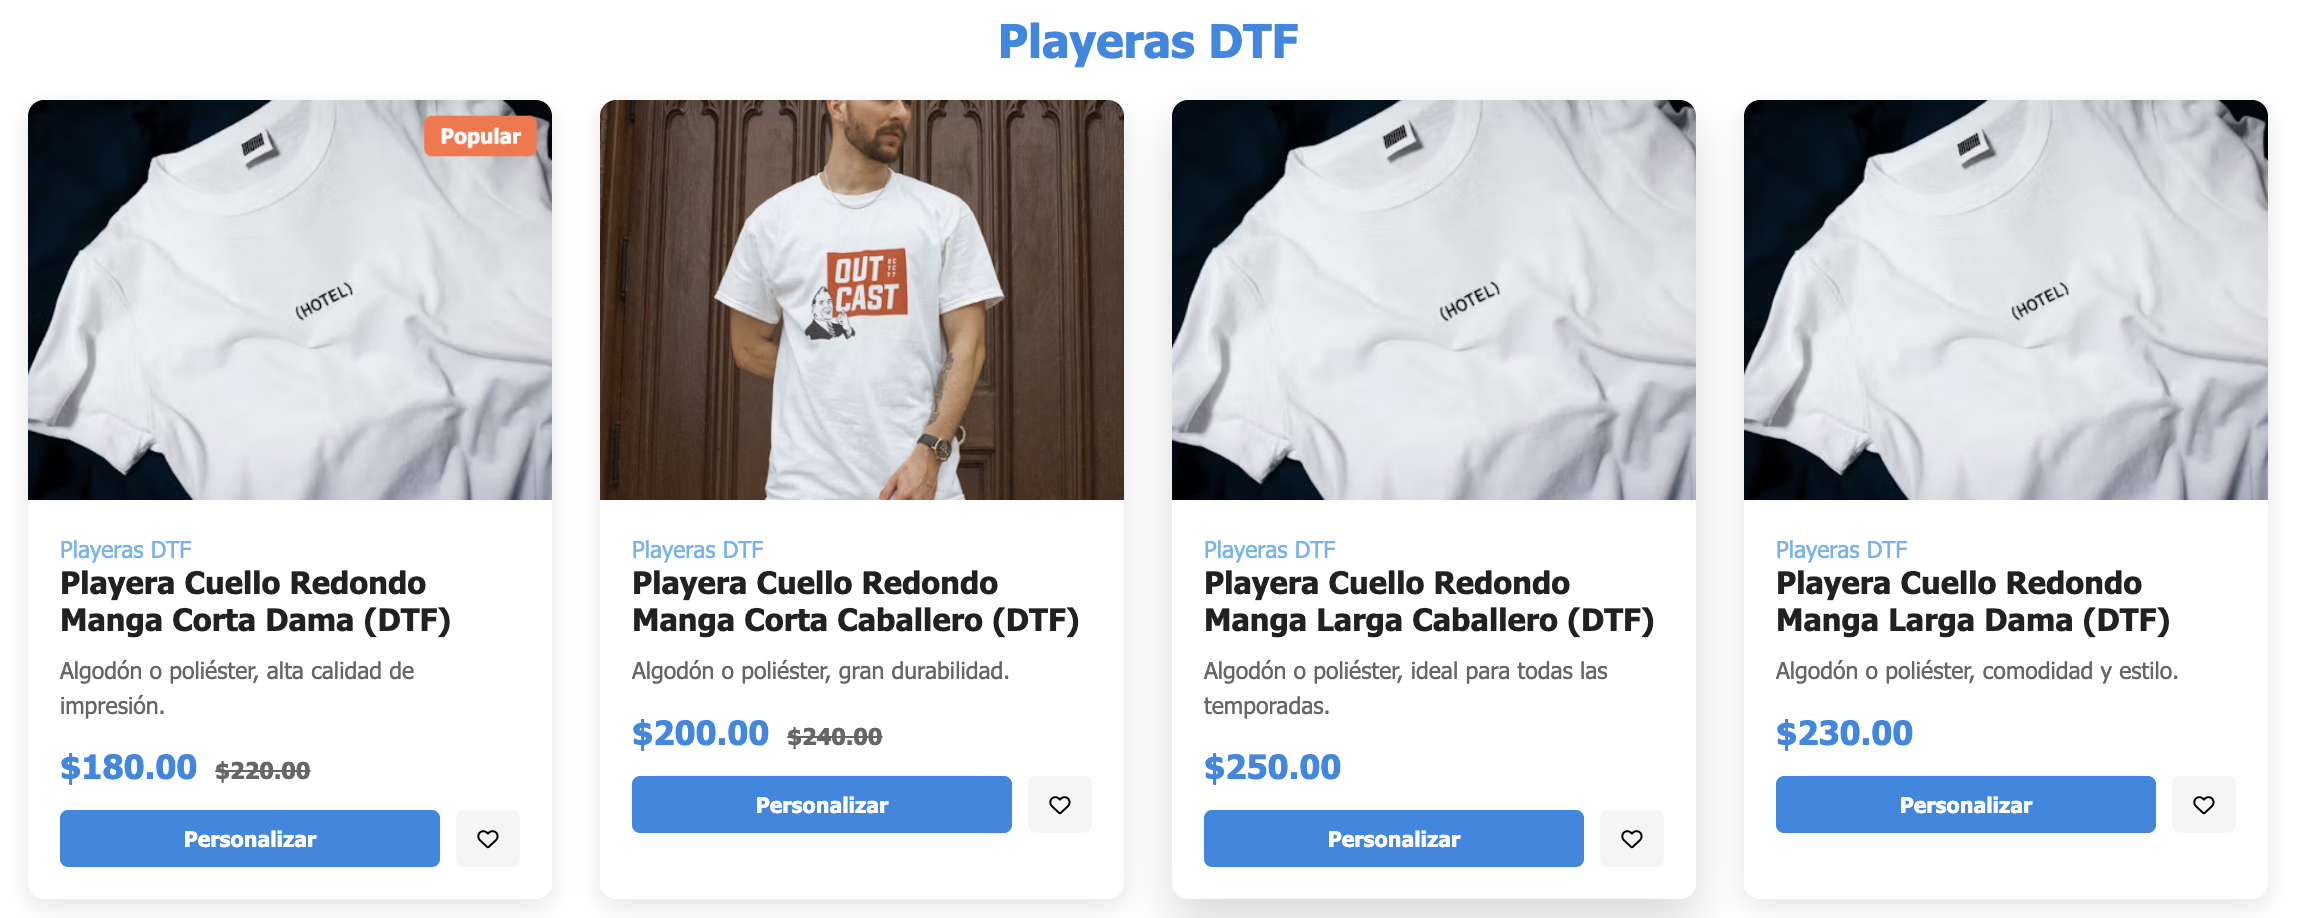 Playeras DTF
Popular
(HOTEL)
Playeras DTF
Playera Cuello Redondo
Manga Corta Dama (DTF)
Algodón o poliéster, alta calidad de
impresión.
$180.00 $220.00
Personalizar
OUT
CAST
Playeras DTF
Playera Cuello Redondo
Manga Corta Caballero (DTF)
Algodón o poliéster, gran durabilidad.
$200.00 $240.00
Personalizar
(HOTEL)
Playeras DTF
Playera Cuello Redondo
Manga Larga Caballero (DTF)
Algodón o poliéster, ideal para todas las
temporadas.
$250.00
Personalizar
(HOTEL)
Playeras DTF
Playera Cuello Redondo
Manga Larga Dama (DTF)
Algodón o poliéster, comodidad y estilo.
$230.00
Personalizar